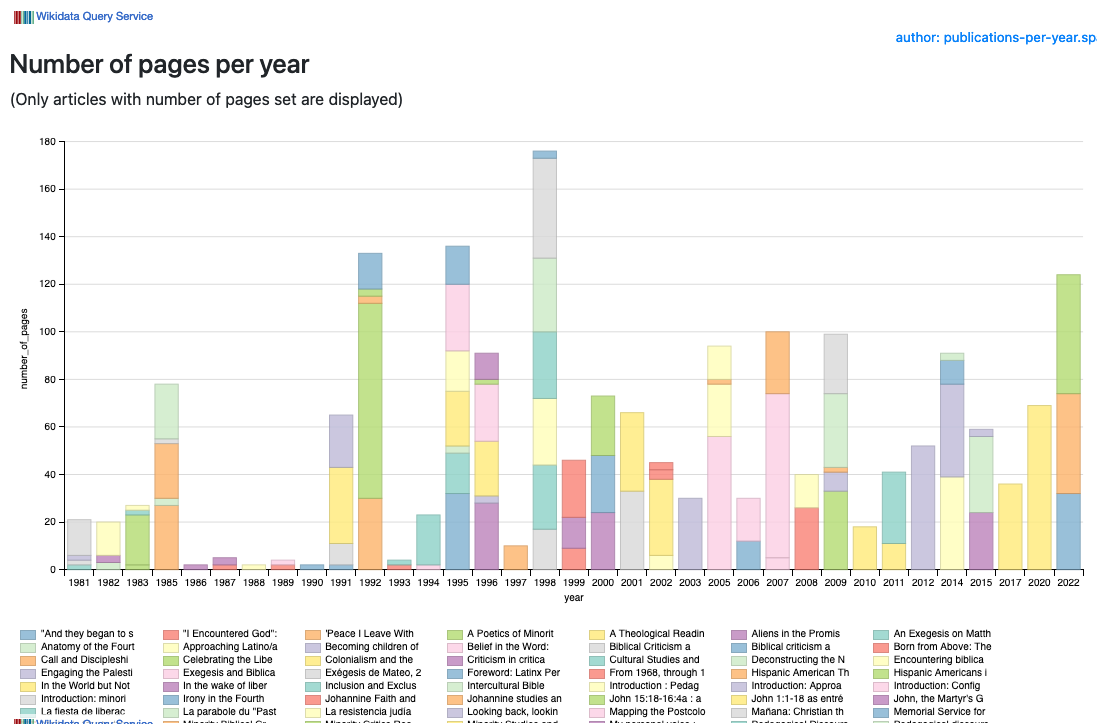 Wikidata Query Service
author: publications-per-year.sp
Number of pages per year
(Only articles with number of pages set are displayed)
180
160
140
120
100
80
60
40
20
0
number_of_pages
1981 1982 1983 1985 1986 1987 1988 1989 1990 1991 1992 1993 1994 1995 1996 1997 1998 1999 2000 2001 2002 2003 2005 2006 2007 2008 2009 2010 2011 2012 2014 2015 2017 2020 2022
year
"And they began to s "I Encountered God": 'Peace I Leave With A Poetics of Minorit A Theological Readin Aliens in the Promis An Exegesis on Matth
Anatomy of the Fourt Approaching Latino/a Becoming children of Belief in the Word: Biblical Criticism a Biblical criticism a Born from Above: The
Call and Discipleshi Celebrating the Libe Colonialism and the Criticism in critica Cultural Studies and Deconstructing the N Encountering biblica
Engaging the Palesti Exegesis and Biblica Exégesis de Mateo, 2 Foreword: Latinx Per From 1968, through 1 Hispanic American Th Hispanic Americans i
In the World but Not In the wake of liber Inclusion and Exclus Intercultural Bible Introduction : Pedag Introduction: Approa Introduction: Config
Introduction: minori Irony in the Fourth Johannine Faith and Johannine studies an John 15:18-16:4a : a John 1:1-18 as entré John, the Martyr's G
La fiesta de liberac La parabole du "Past La resistencia judia Looking back, lookin Mapping the Postcolo Mañana: Christian th Memorial Service for
Wikidata Query Service